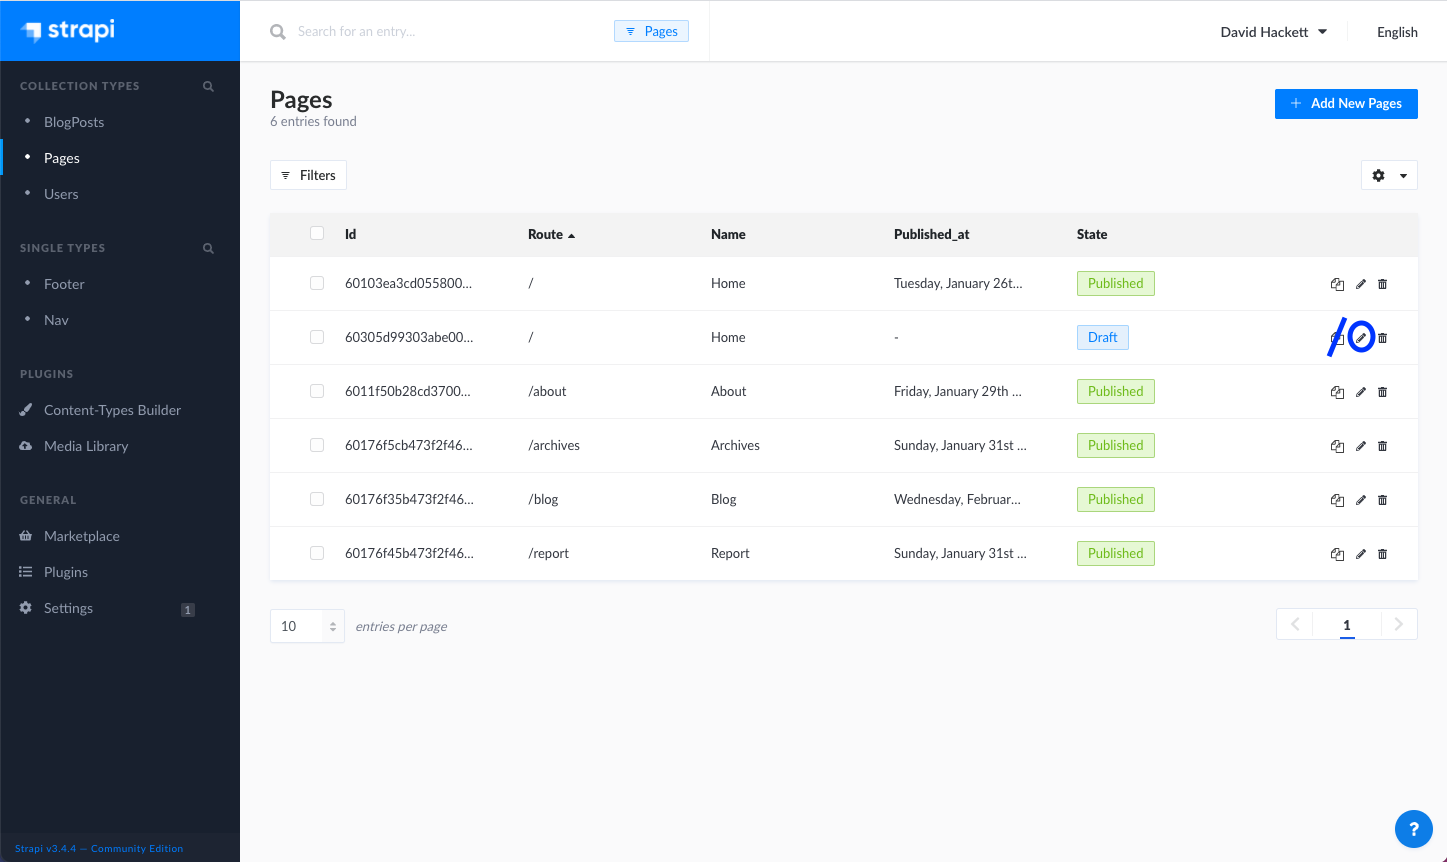 strapi
Search for an entry...
Pages
David Hackett
English
COLLECTION TYPES
BlogPosts
Pages
Users
SINGLE TYPES
Footer
Nav
PLUGINS
Content-Types Builder
Media Library
GENERAL
Marketplace
Plugins
Settings 1
Strapi v3.4.4 — Community Edition
Pages
6 entries found
+ Add New Pages
Filters
Id Route Name Published_at State
60103ea3cd055800... / Home Tuesday, January 26t... Published
60305d99303abe00... / Home - Draft
6011f50b28cd3700... /about About Friday, January 29th ... Published
60176f5cb473f2f46... /archives Archives Sunday, January 31st ... Published
60176f35b473f2f46... /blog Blog Wednesday, Februar... Published
60176f45b473f2f46... /report Report Sunday, January 31st ... Published
10 entries per page
1
?